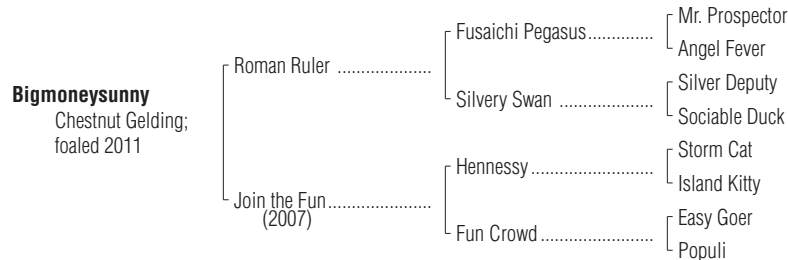 Mr. Prospector
Fusaichi Pegasus..............
Angel Fever
Roman Ruler ....................
Silver Deputy
Silvery Swan ....................
Sociable Duck
Bigmoneysunny
Chestnut Gelding;
foaled 2011
Storm Cat
Hennessy..........................
Island Kitty
Join the Fun......................
(2007)
Easy Goer
Fun Crowd........................
Populi